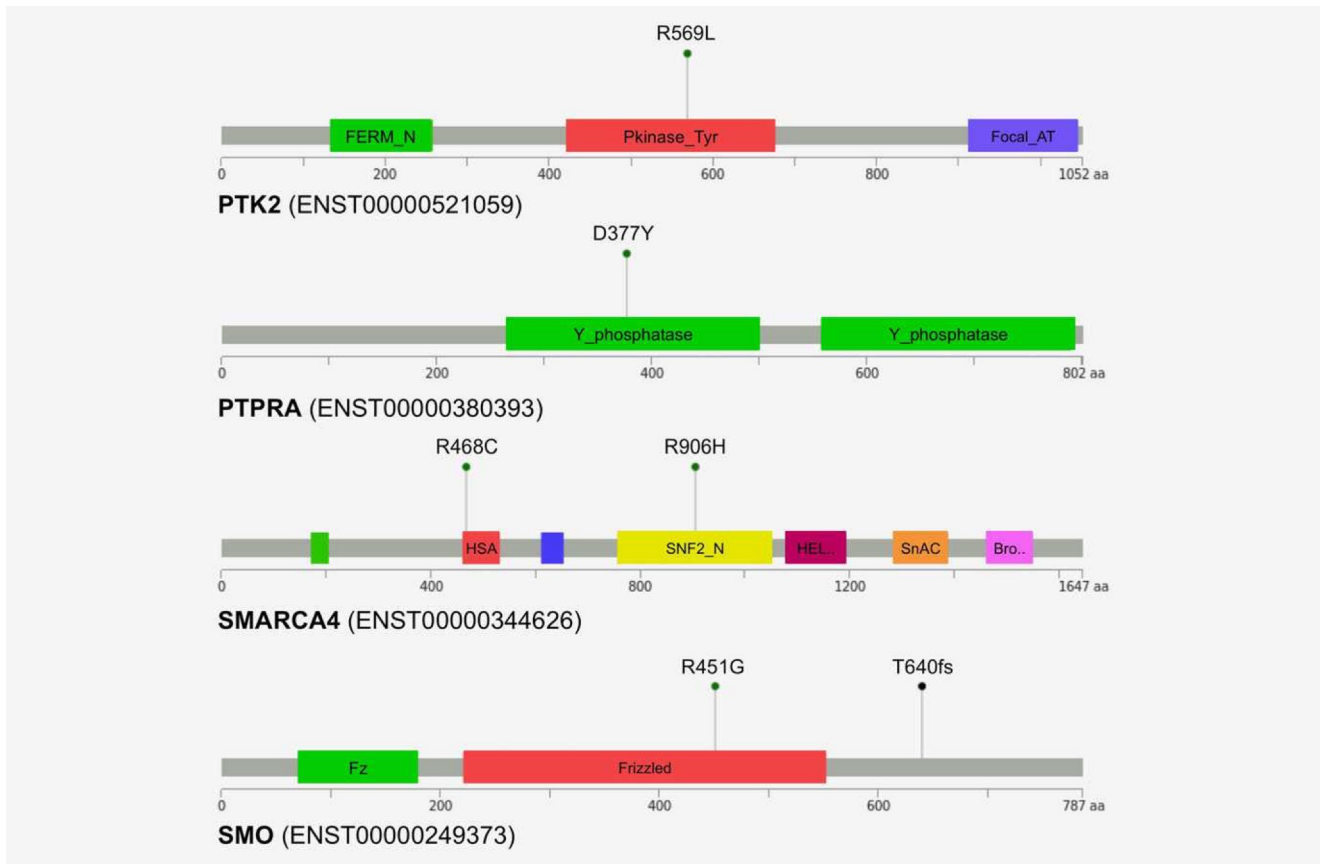 R569L
FERM_N Pkinase_Tyr Focal_AT
0 200 400 600 800 1052 aa
PTK2 (ENST00000521059)
D377Y
Y_phosphatase Y_phosphatase
0 200 400 600 802 aa
PTPRA (ENST00000380393)
R468C R906H
HSA SNF2_N HEL.. SnAC Bro..
0 400 800 1200 1647 aa
SMARCA4 (ENST00000344626)
R451G T640fs
Fz Frizzled
0 200 400 600 787 aa
SMO (ENST00000249373)